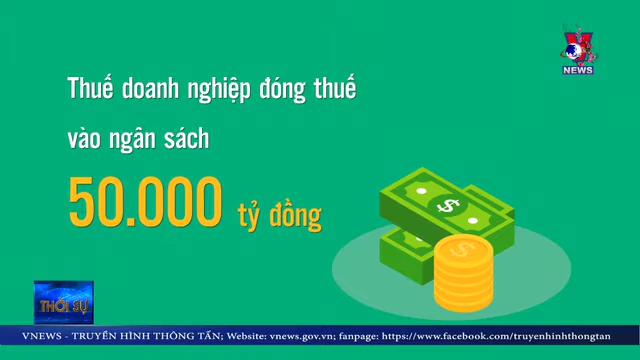 NEWS
Thuế doanh nghiệp đóng thuế
vào ngân sách
50.000 tỷ đồng
$
$
THỜI SỰ
VNEWS - TRUYỀN HÌNH THÔNG TẤN; Website: vnews.gov.vn; fanpage: https://www.facebook.com/truyenhinhthongtan